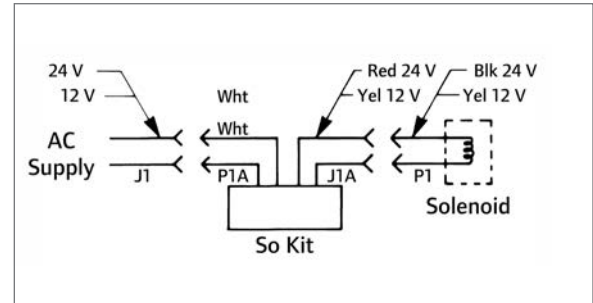 24 V
12 V
Wht
Wht
Red 24 V
Yel 12 V
Blk 24 V
Yel 12 V
AC
Supply
J1
P1A
J1A
P1
Solenoid
So Kit